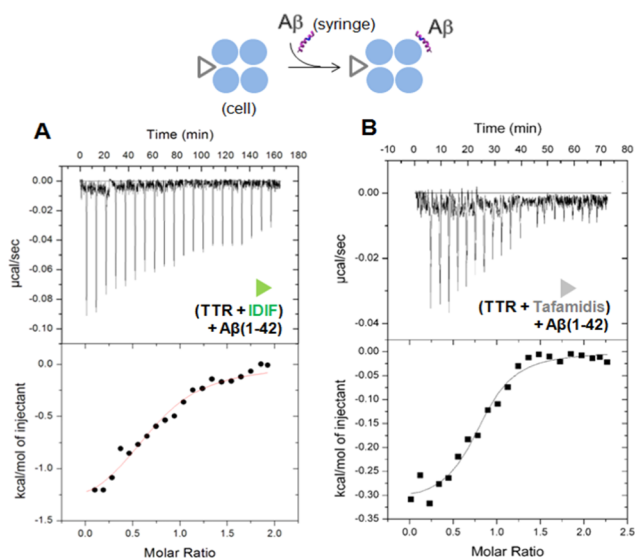 Aβ (syringe)
Aβ
(cell)
A
Time (min)
0 20 40 60 80 100 120 140 160 180
0.00
-0.02
-0.04
-0.06
-0.08
-0.10
µcal/sec
(TTR + IDIF)
+ Aβ(1-42)
0.0
-0.5
-1.0
-1.5
kcal/mol of injectant
0.0 0.5 1.0 1.5 2.0
Molar Ratio
B
Time (min)
-10 0 10 20 30 40 50 60 70 80
0.00
-0.02
-0.04
µcal/sec
(TTR + Tafamidis)
+ Aβ(1-42)
0.00
-0.05
-0.10
-0.15
-0.20
-0.25
-0.30
-0.35
kcal/mol of injectant
0.0 0.5 1.0 1.5 2.0 2.5
Molar Ratio